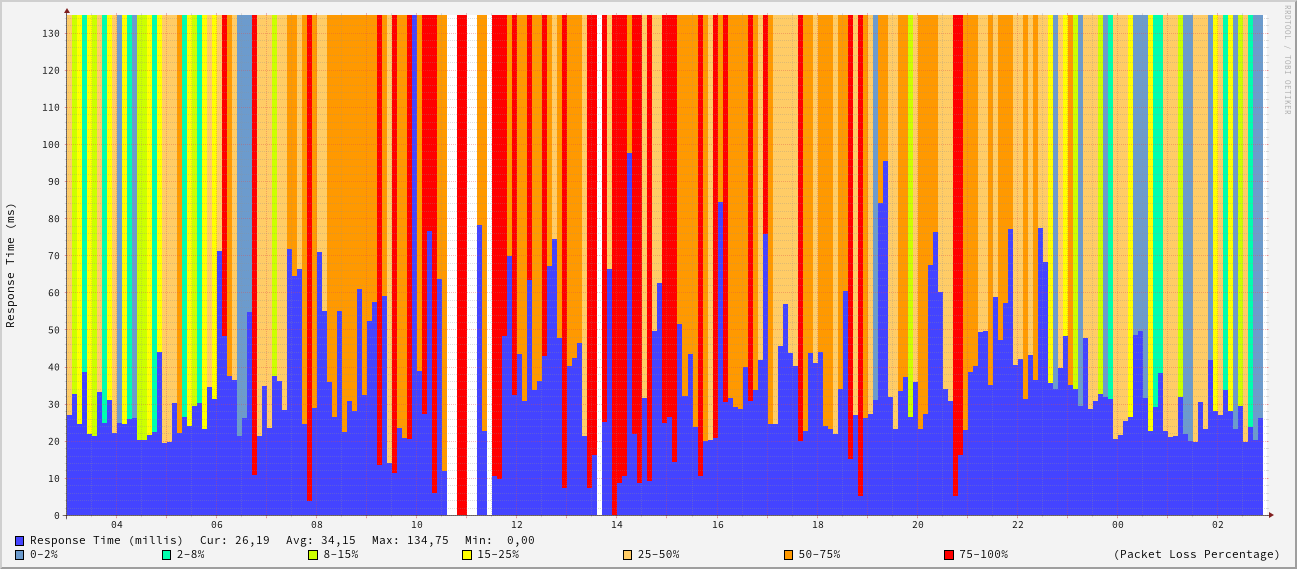 RRDTOOL / TOBI OETIKER
Response Time (ms)
130
120
110
100
90
80
70
60
50
40
30
20
10
0
04 06 08 10 12 14 16 18 20 22 00 02
Response Time (millis) Cur: 26,19 Avg: 34,15 Max: 134,75 Min: 0,00
0-2% 2-8% 8-15% 15-25% 25-50% 50-75% 75-100% (Packet Loss Percentage)